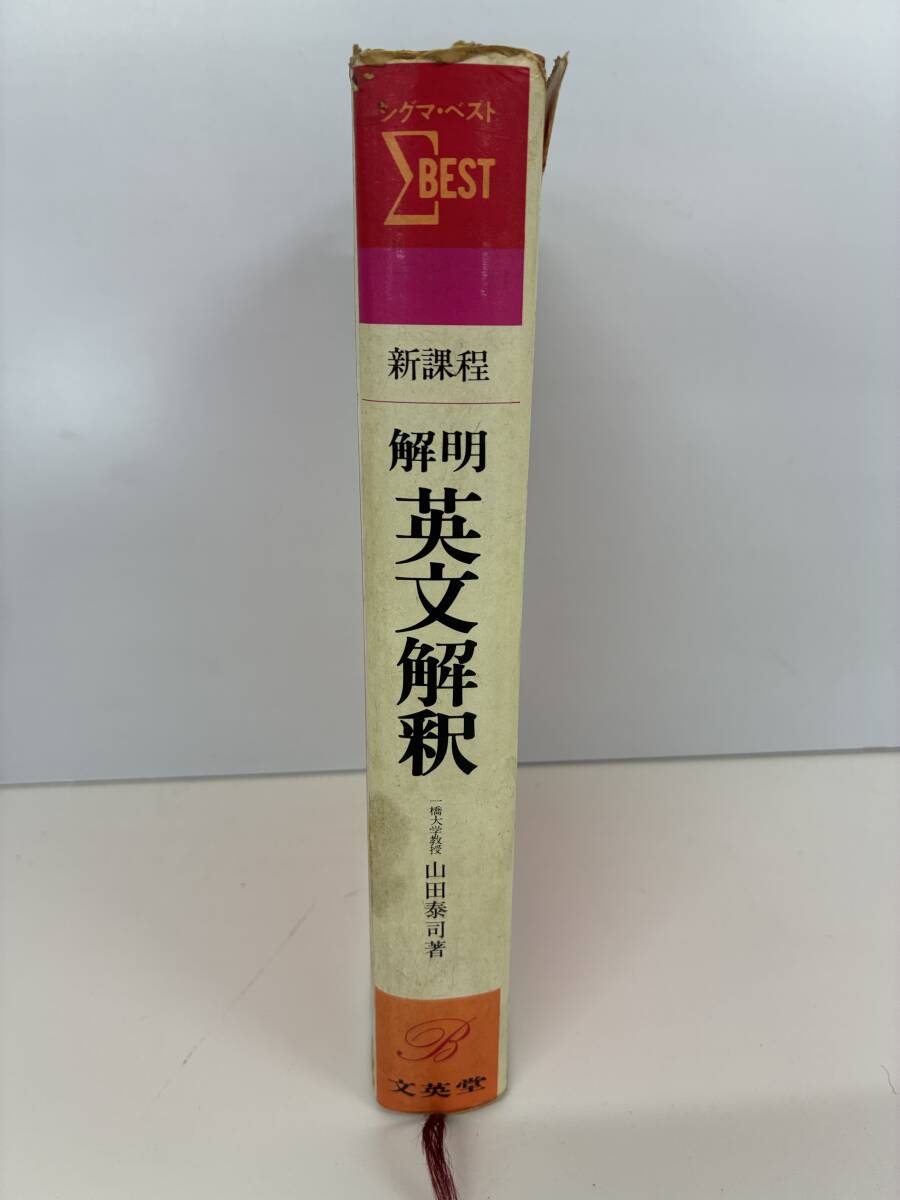 シグマ・ベスト
ΣBEST
新課程
解明
英文解釈
一橋大学教授
山田泰司著
B
文英堂